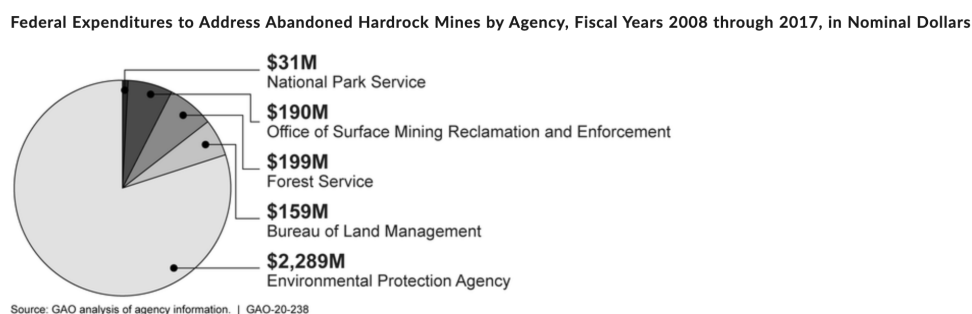 Federal Expenditures to Address Abandoned Hardrock Mines by Agency, Fiscal Years 2008 through 2017, in Nominal Dollars
$31M
National Park Service
$190M
Office of Surface Mining Reclamation and Enforcement
$199M
Forest Service
$159M
Bureau of Land Management
$2,289M
Environmental Protection Agency
Source: GAO analysis of agency information. | GAO-20-238